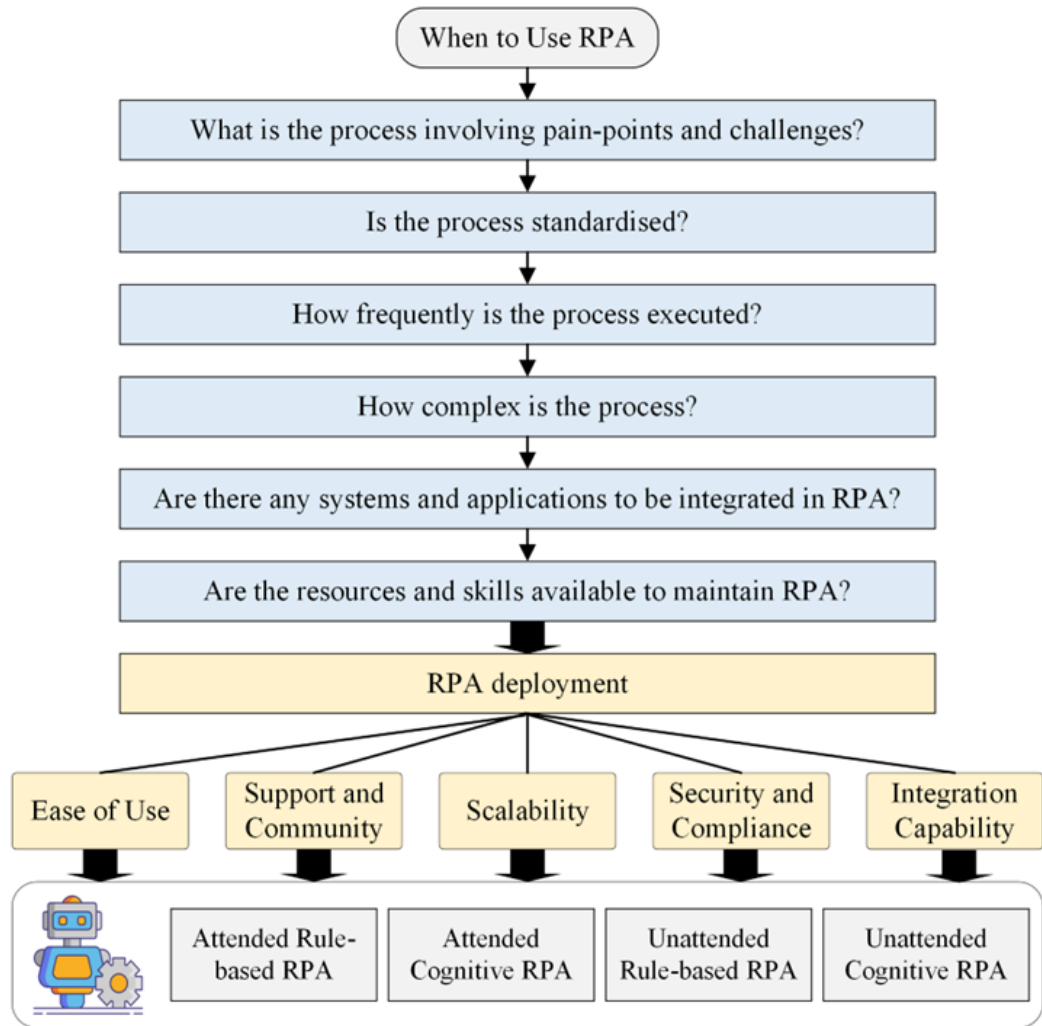 When to Use RPA
What is the process involving pain-points and challenges?
Is the process standardised?
How frequently is the process executed?
How complex is the process?
Are there any systems and applications to be integrated in RPA?
Are the resources and skills available to maintain RPA?
RPA deployment
Ease of Use
Support and
Community
Scalability
Security and
Compliance
Integration
Capability
Attended Rule-
based RPA
Attended
Cognitive RPA
Unattended
Rule-based RPA
Unattended
Cognitive RPA